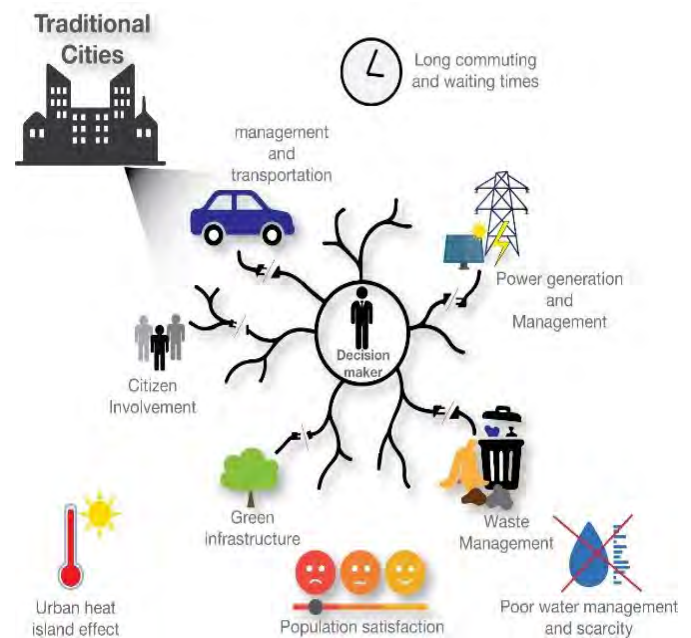 Traditional
Cities
Long commuting
and waiting times
management
and
transportation
Power generation
and
Management
Decision
maker
Citizen
Involvement
Green
infrastructure
Waste
Management
Urban heat
island effect
Population satisfaction
Poor water management
and scarcity